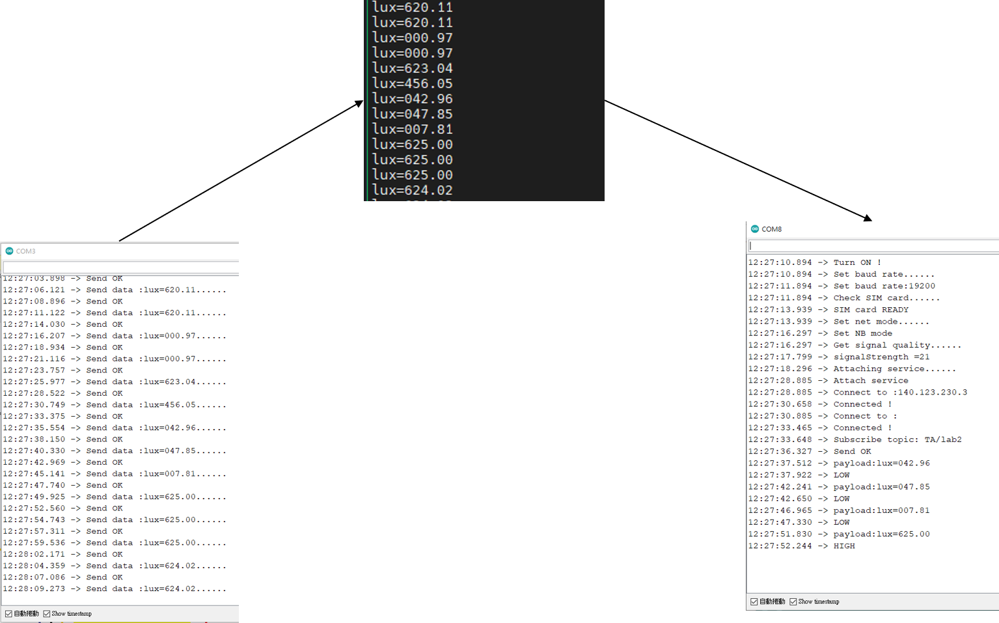 lux=620.11
lux=620.11
lux=000.97
lux=000.97
lux=623.04
lux=456.05
lux=042.96
lux=047.85
lux=007.81
lux=625.00
lux=625.00
lux=625.00
lux=624.02
COM3
12:27:03.898 -> Send OK
12:27:06.121 -> Send data :lux=620.11......
12:27:08.896 -> Send OK
12:27:11.122 -> Send data :lux=620.11......
12:27:14.030 -> Send OK
12:27:16.207 -> Send data :lux=000.97......
12:27:18.934 -> Send OK
12:27:21.116 -> Send data :lux=000.97......
12:27:23.757 -> Send OK
12:27:25.977 -> Send data :lux=623.04......
12:27:28.522 -> Send OK
12:27:30.749 -> Send data :lux=456.05......
12:27:33.375 -> Send OK
12:27:35.554 -> Send data :lux=042.96......
12:27:38.150 -> Send OK
12:27:40.330 -> Send data :lux=047.85......
12:27:42.969 -> Send OK
12:27:45.141 -> Send data :lux=007.81......
12:27:47.740 -> Send OK
12:27:49.925 -> Send data :lux=625.00......
12:27:52.560 -> Send OK
12:27:54.743 -> Send data :lux=625.00......
12:27:57.311 -> Send OK
12:27:59.536 -> Send data :lux=625.00......
12:28:02.171 -> Send OK
12:28:04.359 -> Send data :lux=624.02......
12:28:07.086 -> Send OK
12:28:09.273 -> Send data :lux=624.02......
自動捲動 Show timestamp
COM8
12:27:10.894 -> Turn ON !
12:27:10.894 -> Set baud rate......
12:27:11.894 -> Set baud rate:19200
12:27:11.894 -> Check SIM card......
12:27:13.939 -> SIM card READY
12:27:13.939 -> Set net mode......
12:27:16.297 -> Set NB mode
12:27:16.297 -> Get signal quality......
12:27:17.799 -> signalStrength =21
12:27:18.296 -> Attaching service......
12:27:28.885 -> Attach service
12:27:28.885 -> Connect to :140.123.230.3
12:27:30.658 -> Connected !
12:27:30.885 -> Connect to :
12:27:33.465 -> Connected !
12:27:33.648 -> Subscribe topic: TA/lab2
12:27:36.327 -> Send OK
12:27:37.512 -> payload:lux=042.96
12:27:37.922 -> LOW
12:27:42.241 -> payload:lux=047.85
12:27:42.650 -> LOW
12:27:46.965 -> payload:lux=007.81
12:27:47.330 -> LOW
12:27:51.830 -> payload:lux=625.00
12:27:52.244 -> HIGH
自動捲動 Show timestamp